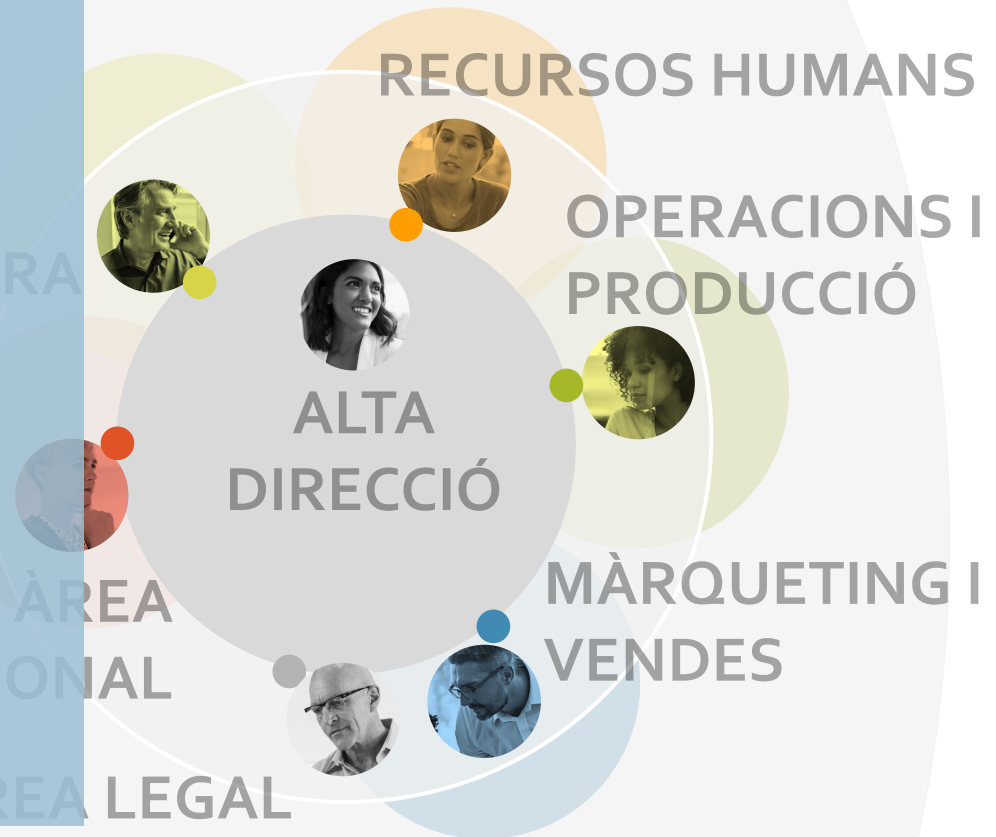 RECURSOS HUMANS
OPERACIONS I
PRODUCCIÓ
RA
ALTA
DIRECCIÓ
MÀRQUETING I
VENDES
ÀREA
ONAL
REA LEGAL